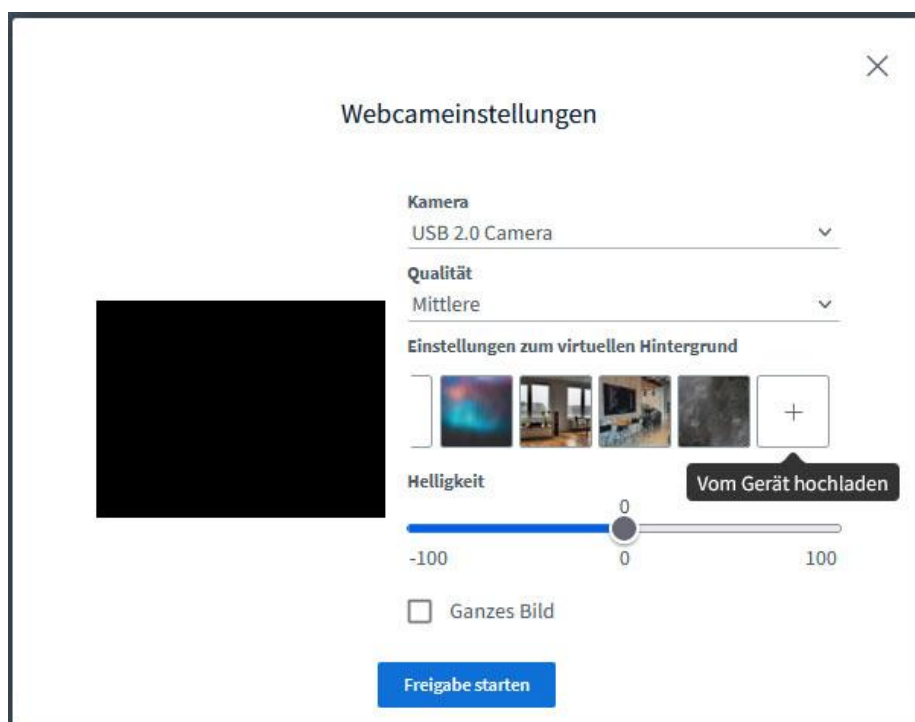 Webcameinstellungen
Kamera
USB 2.0 Camera
Qualität
Mittlere
Einstellungen zum virtuellen Hintergrund
Vom Gerät hochladen
Helligkeit
0
-100 0 100
Ganzes Bild
Freigabe starten